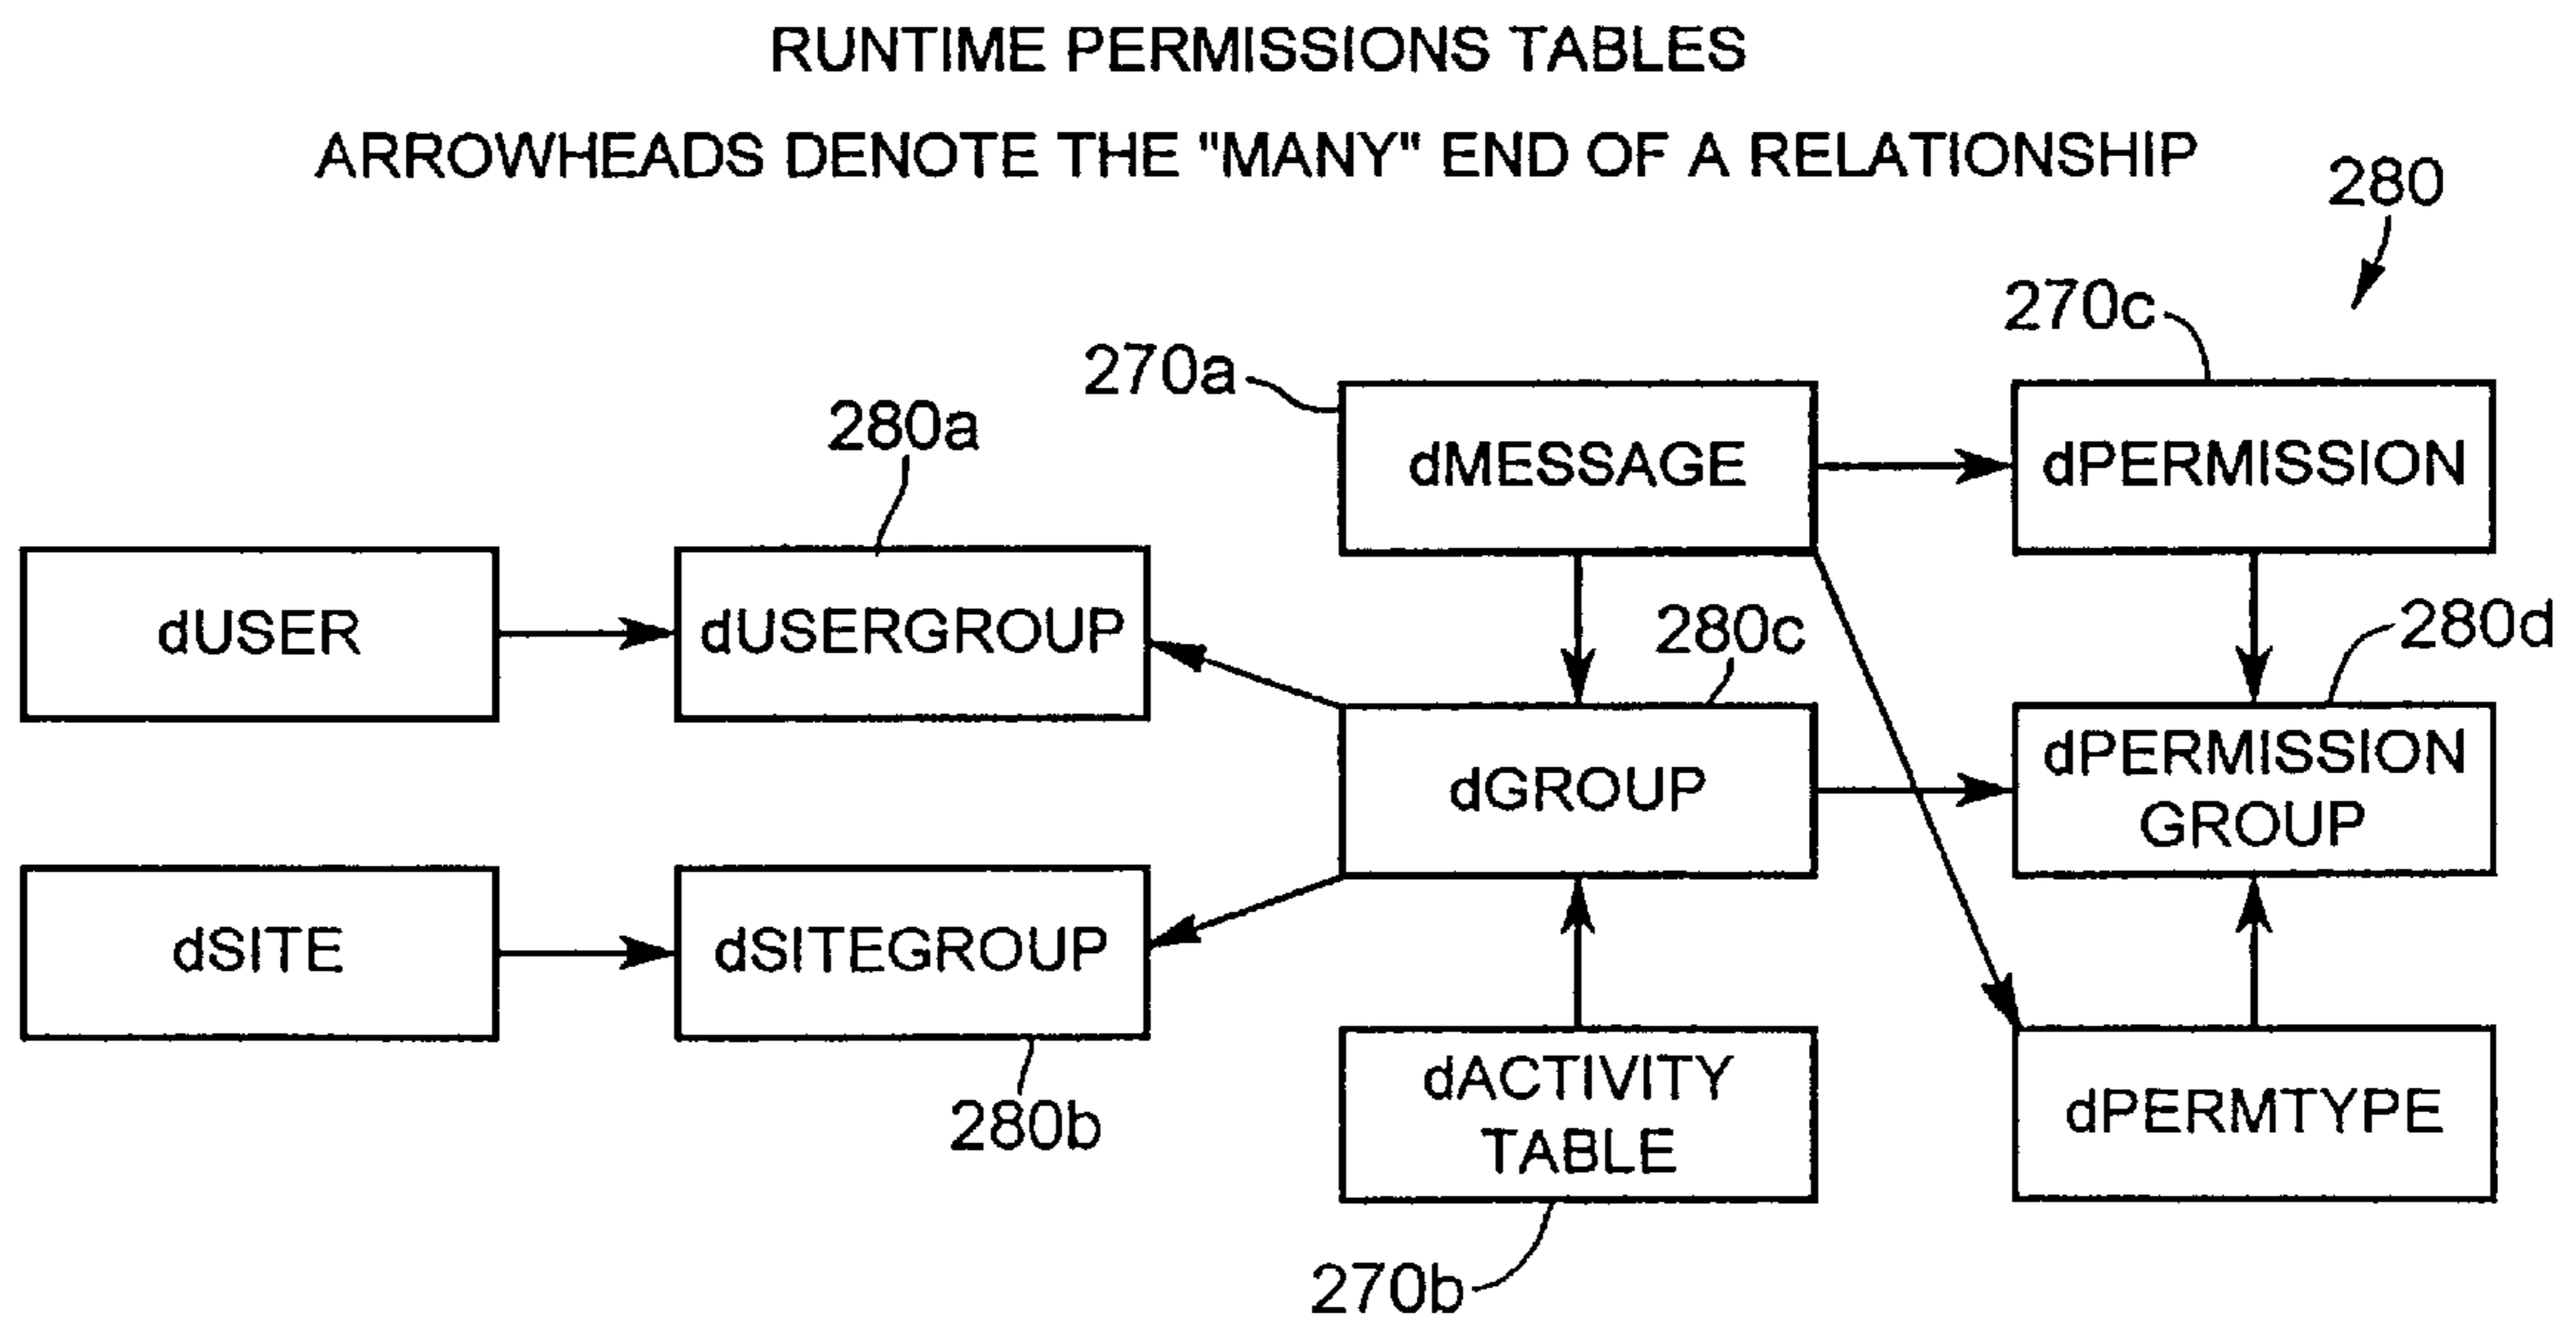 RUNTIME PERMISSIONS TABLES
ARROWHEADS DENOTE THE "MANY" END OF A RELATIONSHIP
280
270c
270a
280a
dMESSAGE
dPERMISSION
dUSER
dUSERGROUP
280c
280d
dGROUP
dPERMISSION
GROUP
dSITE
dSITEGROUP
280b
dACTIVITY
TABLE
dPERMTYPE
270b